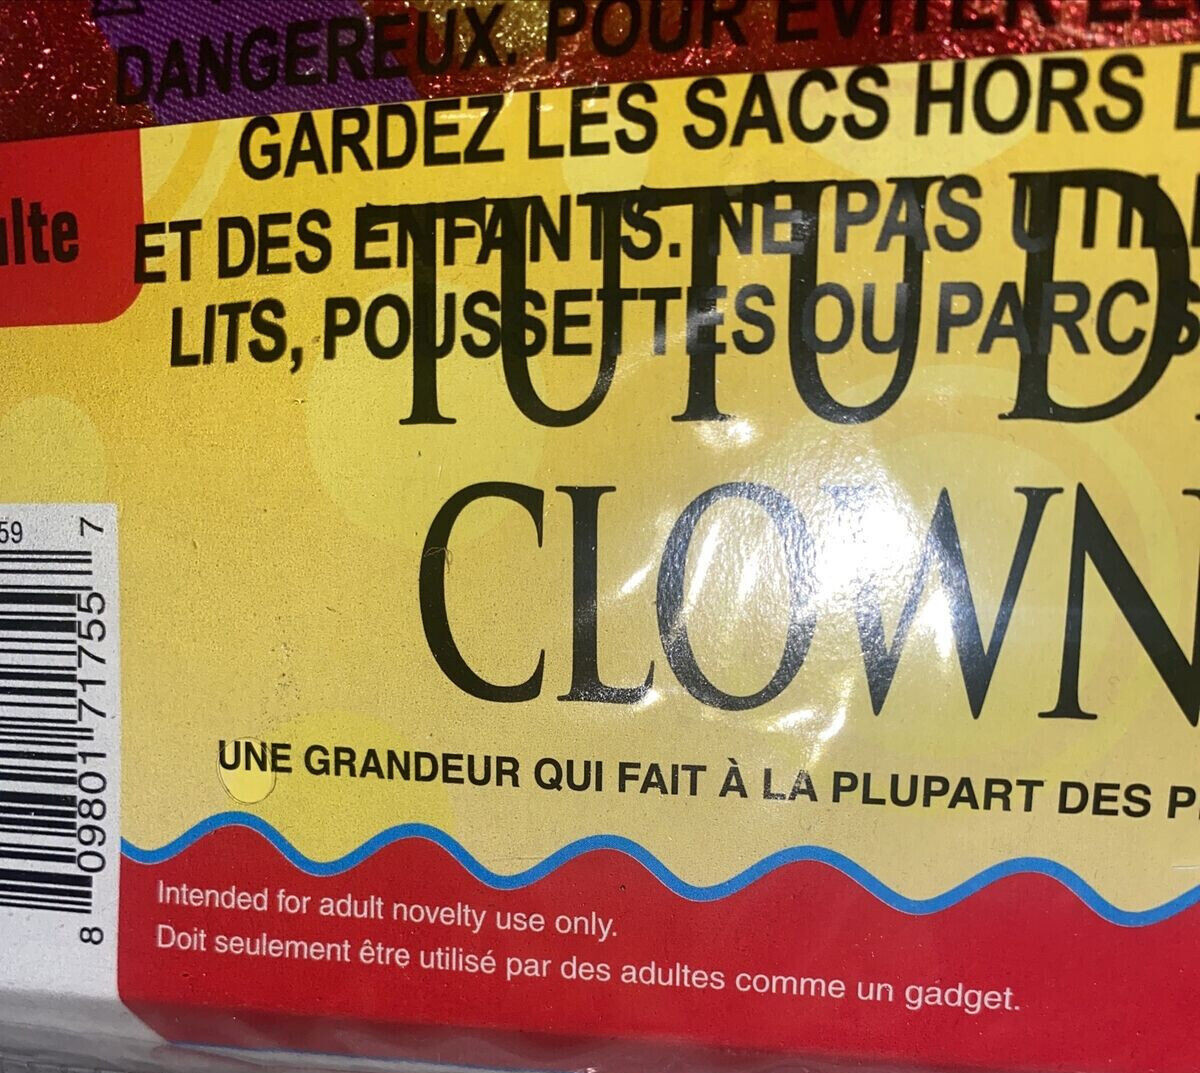 DANGEREUX. POUR ÉVITER
GARDEZ LES SACS HORS
ET DES ENFANTS. NE PAS UTIL
LITS, POUSSETTES OU PARCS
ulte
TUTU D
CLOWN
UNE GRANDEUR QUI FAIT À LA PLUPART DES P
59
7
8 09801 71755
Intended for adult novelty use only.
Doit seulement être utilisé par des adultes comme un gadget.